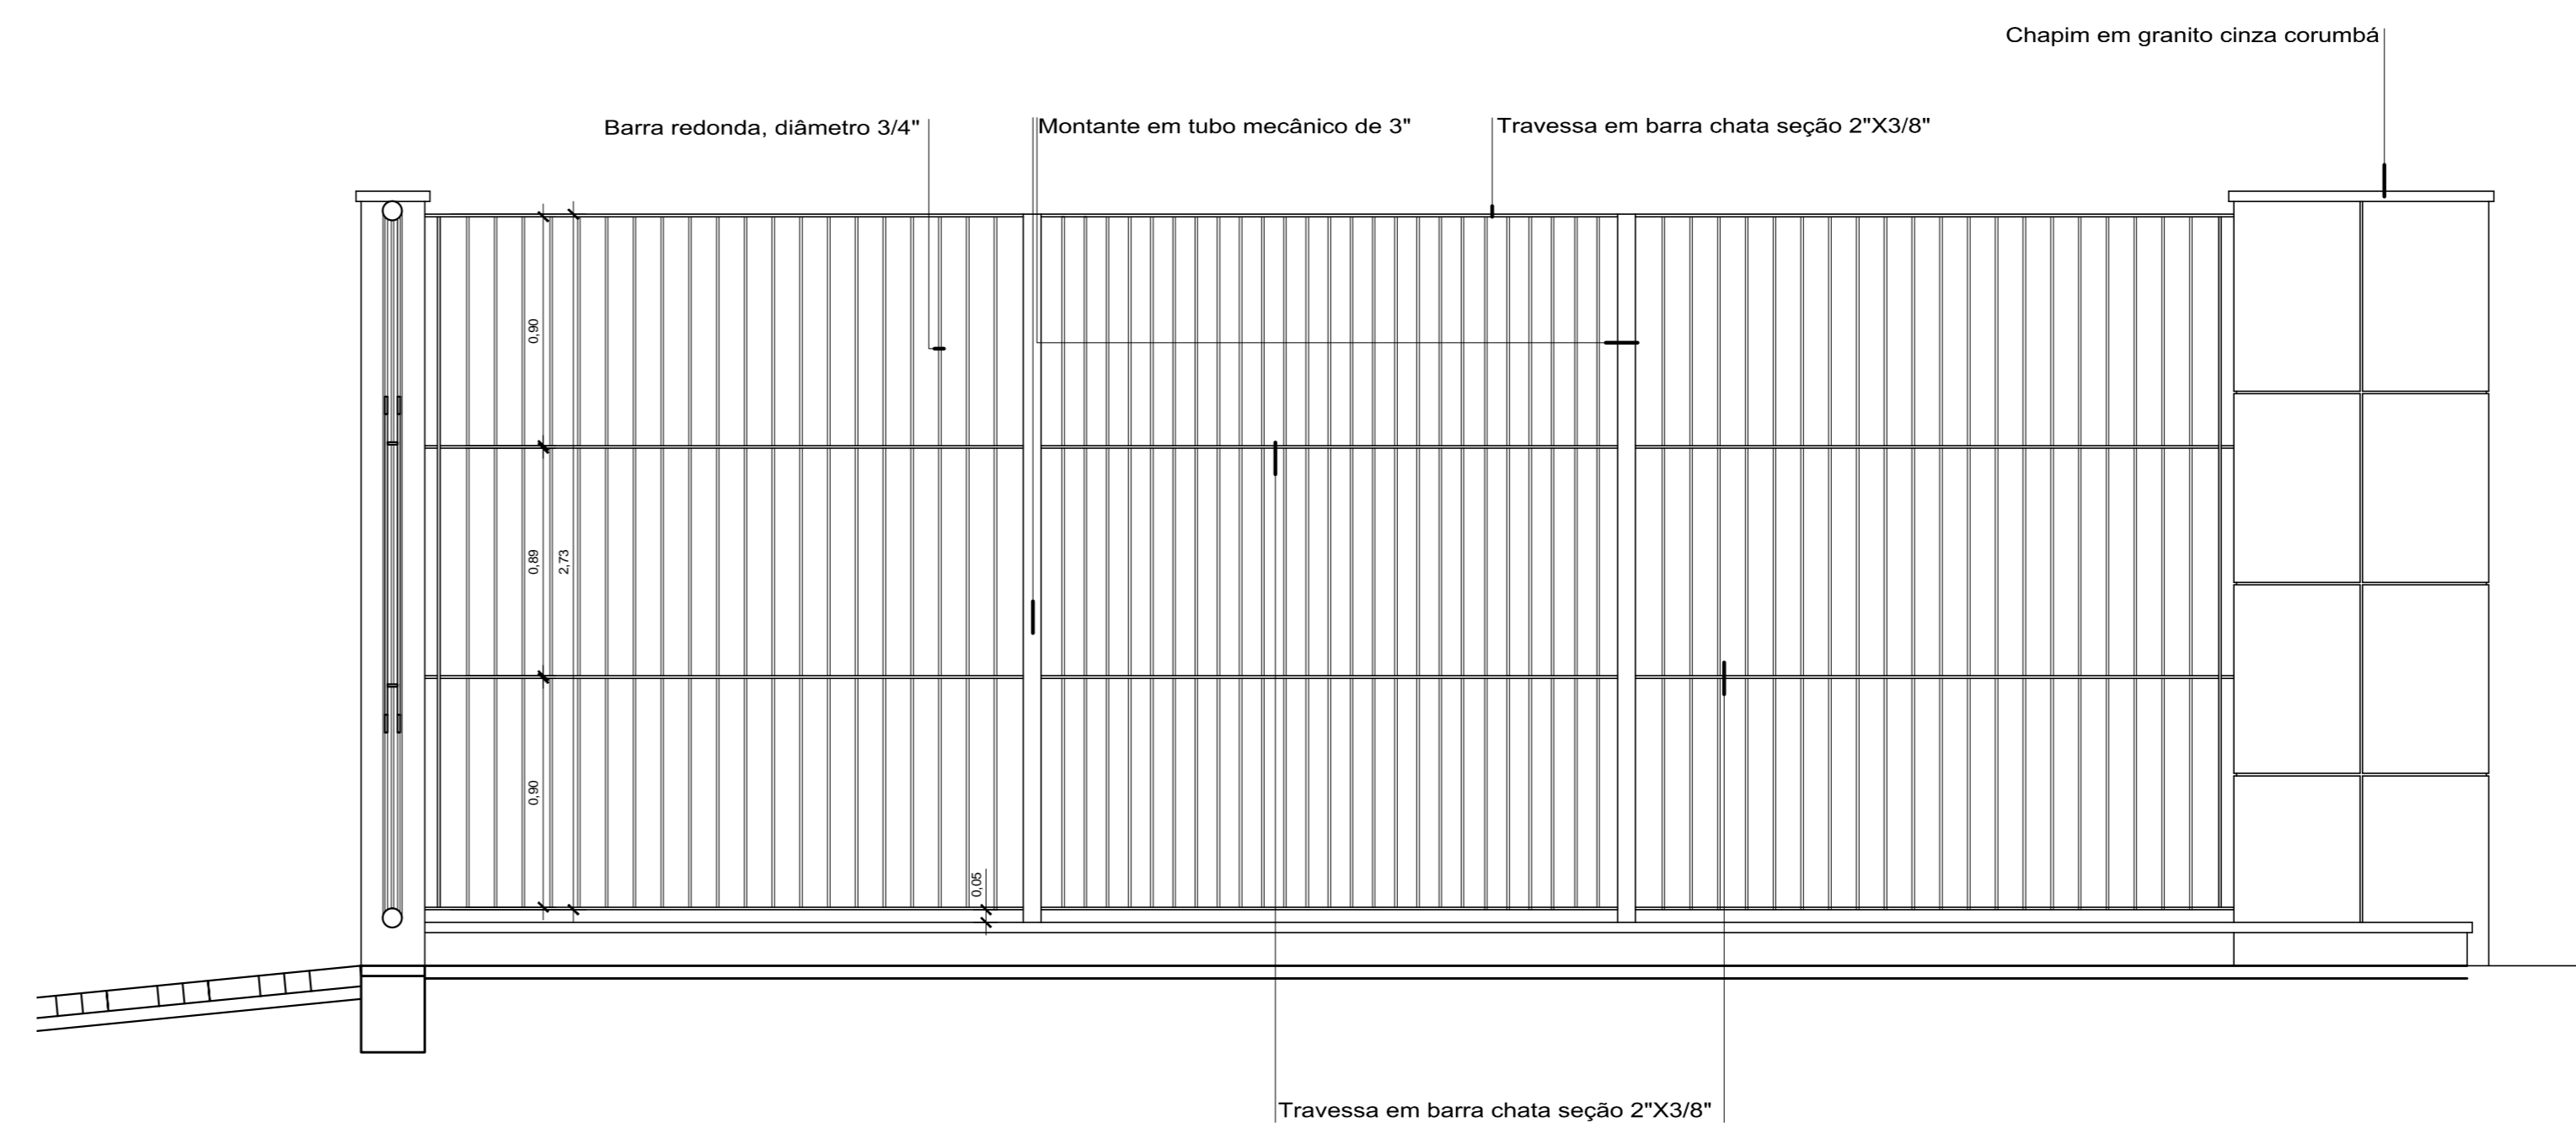 Chapim em granito cinza corumbá
Barra redonda, diâmetro 3/4"
Montante em tubo mecânico de 3"
Travessa em barra chata seção 2"X3/8"
0,90
0,89
2,73
0,90
0,05
Travessa em barra chata seção 2"X3/8"